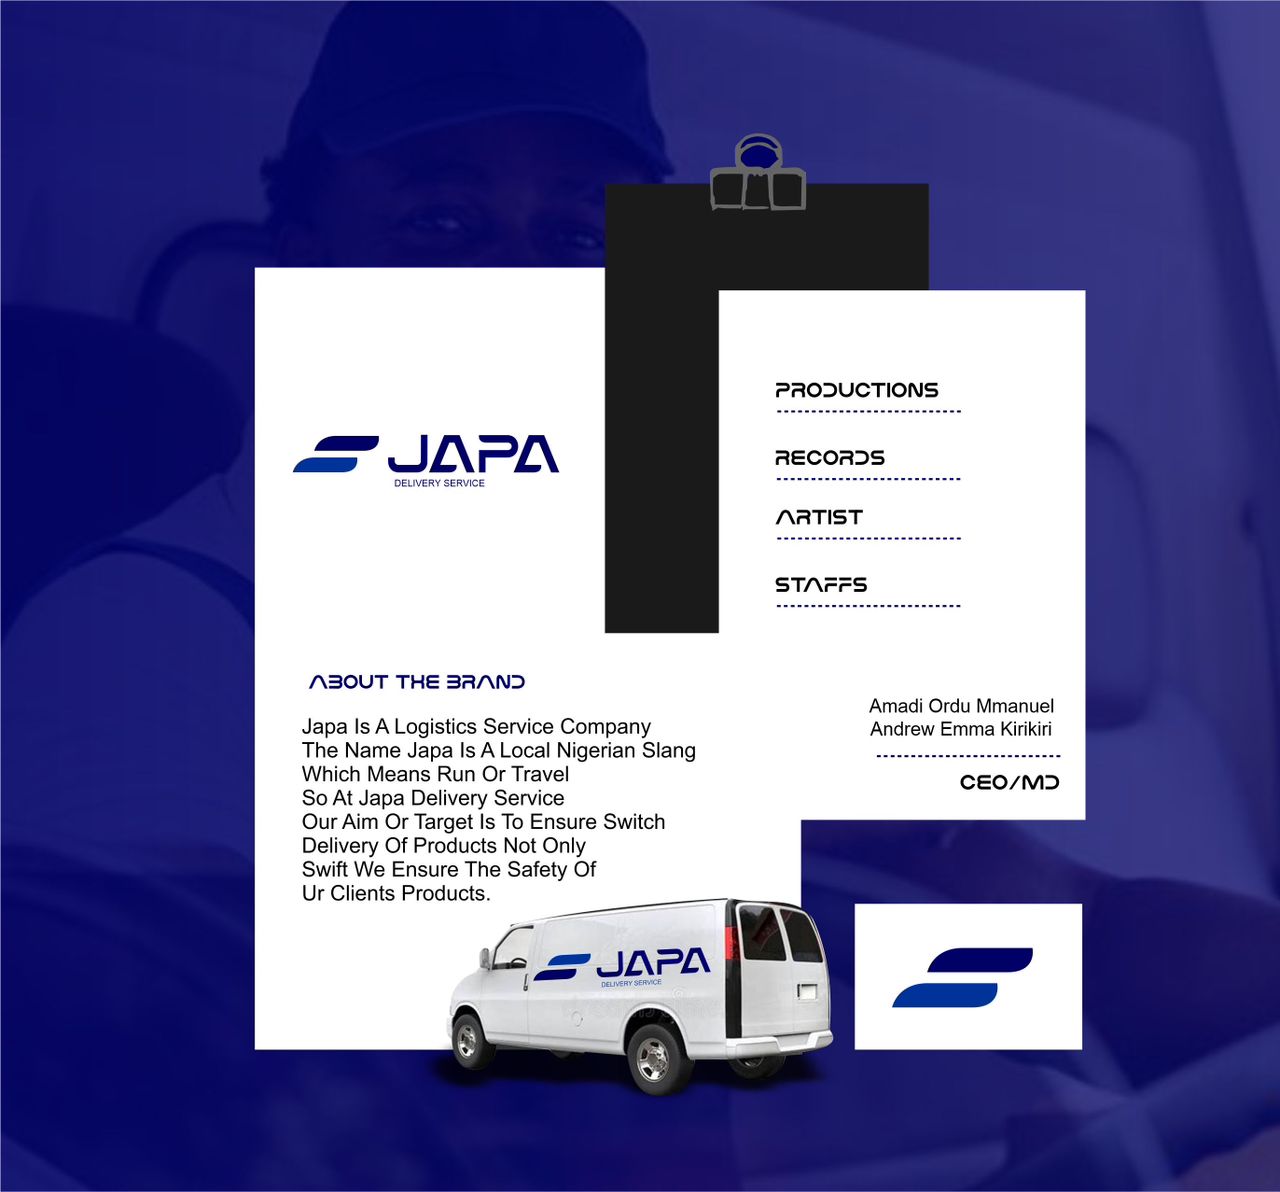 JAPA
DELIVERY SERVICE
PRODUCTIONS
RECORDS
ARTIST
STAFFS
ABOUT THE BRAND
Japa Is A Logistics Service Company
The Name Japa Is A Local Nigerian Slang
Which Means Run Or Travel
So At Japa Delivery Service
Our Aim Or Target Is To Ensure Switch
Delivery Of Products Not Only
Swift We Ensure The Safety Of
Ur Clients Products.
Amadi Ordu Mmanuel
Andrew Emma Kirikiri
CEO/MD
JAPA
DELIVERY SERVICE